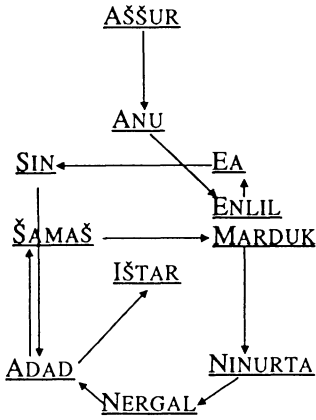 AŠŠUR
ANU
SIN
EA
ENLIL
ŠAMAŠ
MARDUK
IŠTAR
ADAD
NINURTA
NERGAL